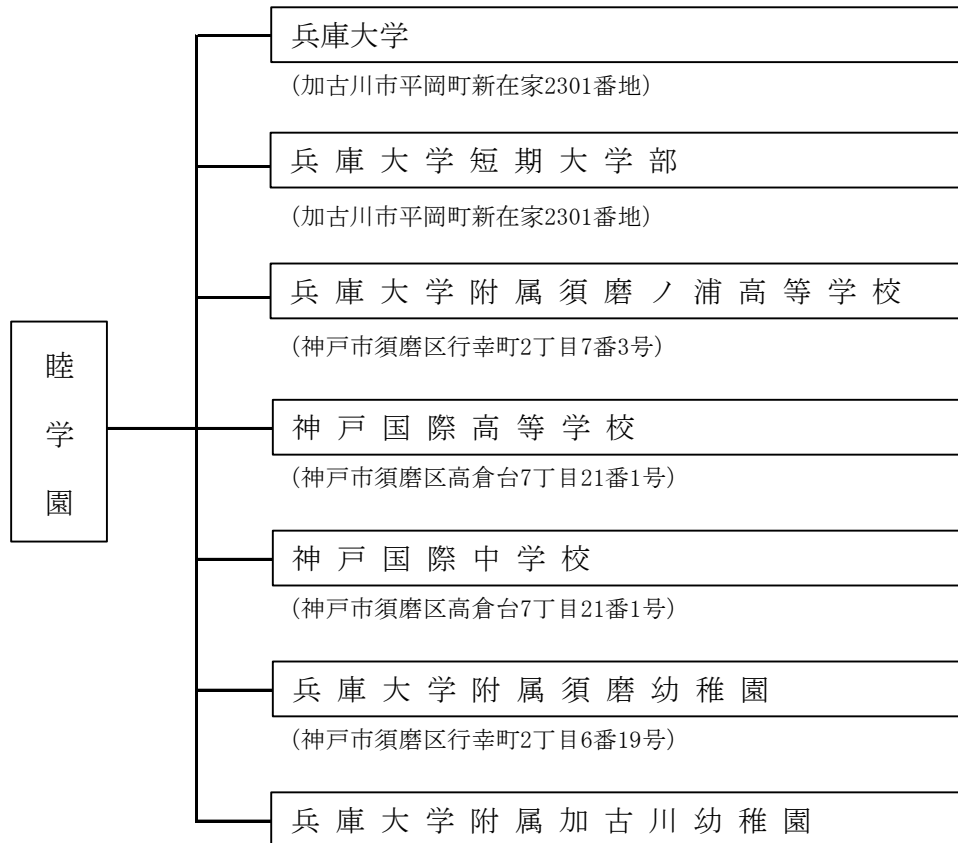 兵庫大学
(加古川市平岡町新在家2301番地)
兵庫大学短期大学部
(加古川市平岡町新在家2301番地)
兵庫大学附属須磨ノ浦高等学校
(神戸市須磨区行幸町2丁目7番3号)
睦学園
神戸国際高等学校
(神戸市須磨区高倉台7丁目21番1号)
神戸国際中学校
(神戸市須磨区高倉台7丁目21番1号)
兵庫大学附属須磨幼稚園
(神戸市須磨区行幸町2丁目6番19号)
兵庫大学附属加古川幼稚園